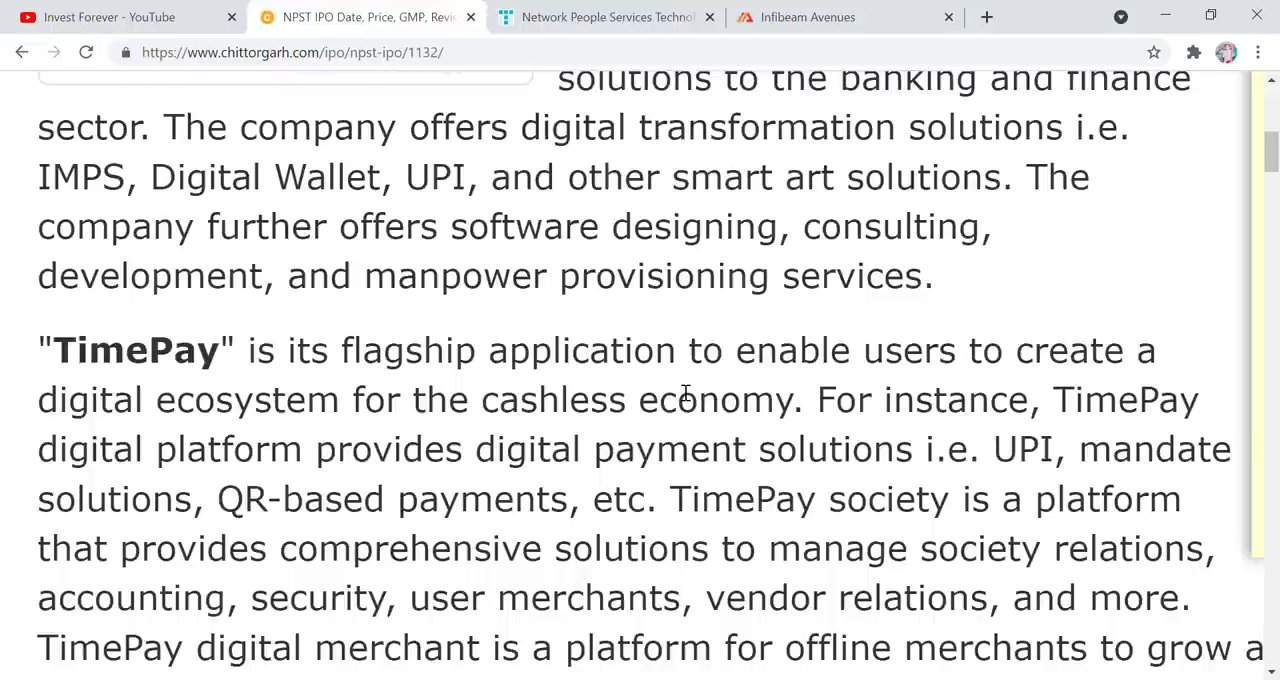 Invest Forever - YouTube
NPST IPO Date, Price, GMP, Revie
Network People Services Technol
Infibeam Avenues
https://www.chittorgarh.com/ipo/npst-ipo/1132/
solutions to the banking and finance
sector. The company offers digital transformation solutions i.e.
IMPS, Digital Wallet, UPI, and other smart art solutions. The
company further offers software designing, consulting,
development, and manpower provisioning services.
"TimePay" is its flagship application to enable users to create a
digital ecosystem for the cashless economy. For instance, TimePay
digital platform provides digital payment solutions i.e. UPI, mandate
solutions, QR-based payments, etc. TimePay society is a platform
that provides comprehensive solutions to manage society relations,
accounting, security, user merchants, vendor relations, and more.
TimePay digital merchant is a platform for offline merchants to grow a